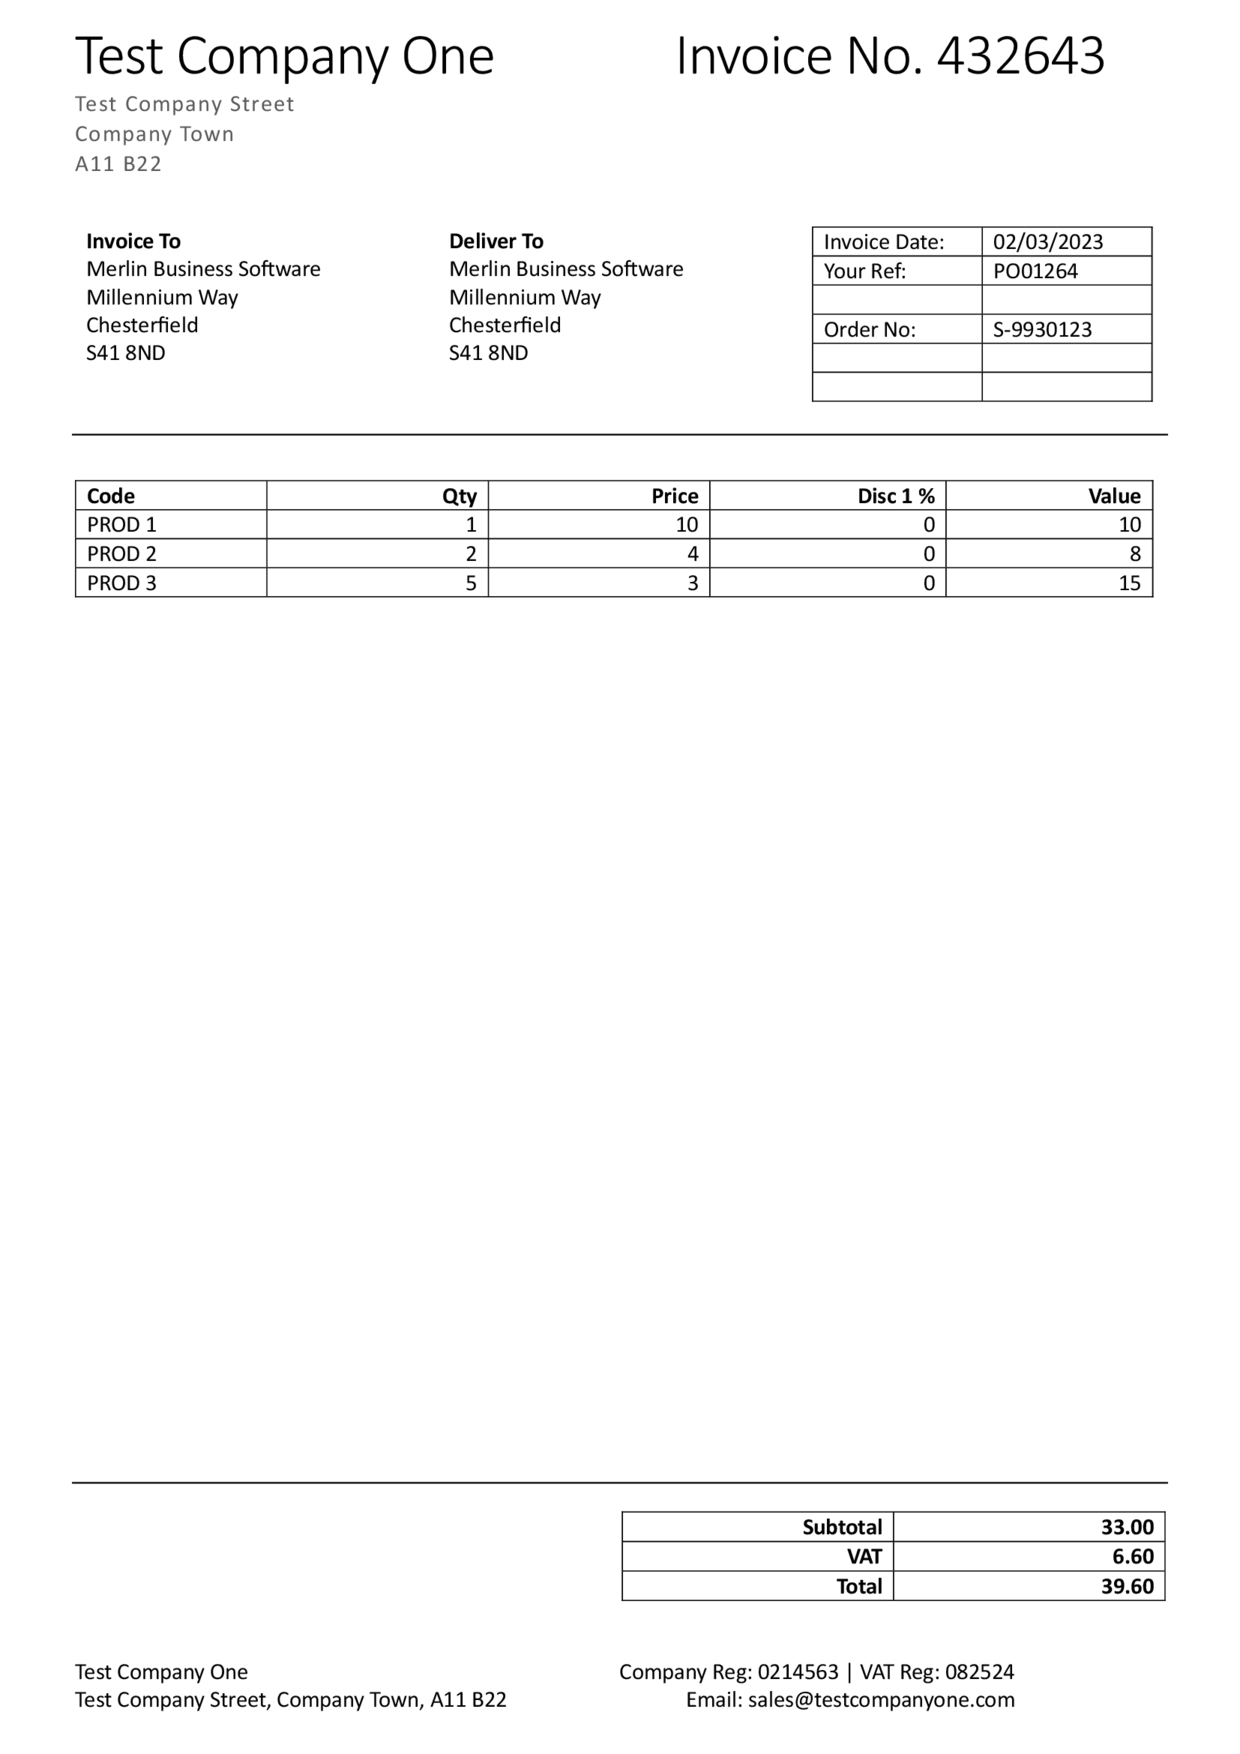 Test Company One
Invoice No. 432643
Test Company Street
Company Town
A11 B22
Invoice To
Merlin Business Software
Millennium Way
Chesterfield
S41 8ND
Deliver To
Merlin Business Software
Millennium Way
Chesterfield
S41 8ND
Invoice Date: 02/03/2023
Your Ref: PO01264
Order No: S-9930123
Code Qty Price Disc 1 % Value
PROD 1 1 10 0 10
PROD 2 2 4 0 8
PROD 3 5 3 0 15
Subtotal 33.00
VAT 6.60
Total 39.60
Test Company One
Test Company Street, Company Town, A11 B22
Company Reg: 0214563 | VAT Reg: 082524
Email: sales@testcompanyone.com